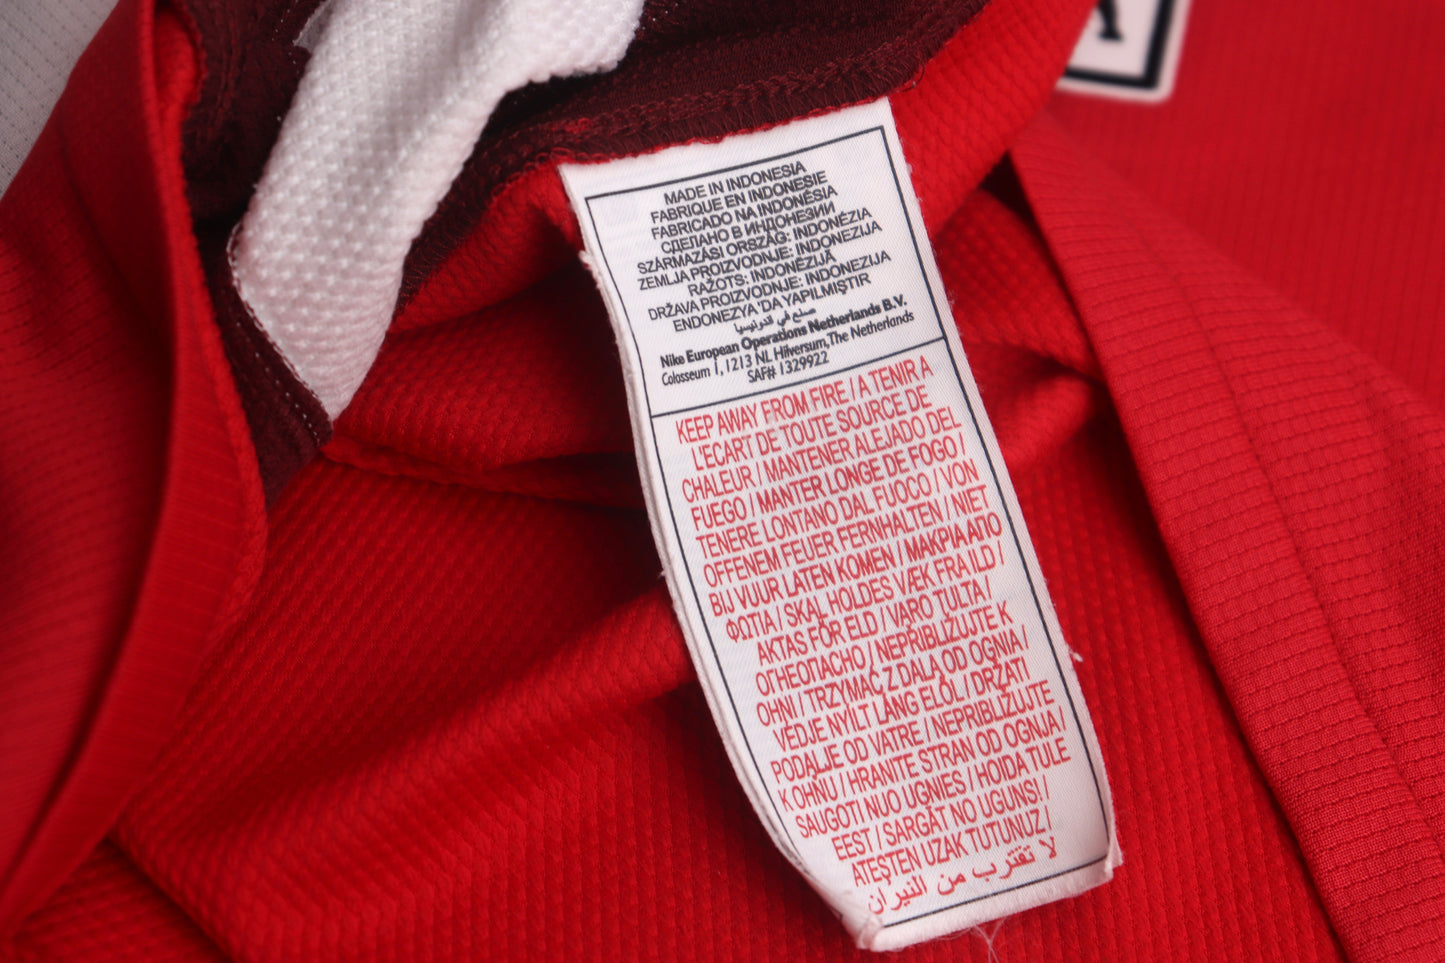 MADE IN INDONESIA
FABRIQUE EN INDONESIE
FABRICADO NA INDONÉSIA
СДЕЛАНО В ИНДОНЕЗИИ
SZÁRMAZÁSI ORSZÁG: INDONÉZIA
ZEMLJA PROIZVODNJE: INDONEZIJA
RAŽOTS: INDONĒZIJĀ
DRŽAVA PROIZVODNJE: INDONEZIJA
ENDONEZYA 'DA YAPILMIŞTIR
صنع في اندونيسيا
Nike European Operations Netherlands B.V.
Colosseum 1, 1213 NL Hilversum, The Netherlands
SAF# 1329922
KEEP AWAY FROM FIRE / A TENIR A
L'ECART DE TOUTE SOURCE DE
CHALEUR / MANTENER ALEJADO DEL
FUEGO / MANTER LONGE DE FOGO /
TENERE LONTANO DAL FUOCO / VON
OFFENEM FEUER FERNHALTEN / NIET
BIJ VUUR LATEN KOMEN / ΜΑΚΡΙΑ ΑΠΟ
ΦΩΤΙΑ / SKAL HOLDES VÆK FRA ILD /
AKTAS FÖR ELD / VARO TULTA /
ОГНЕОПАСНО / NEPŘIBLIŽUJTE K
OHNI / TRZYMAĆ Z DALA OD OGNIA /
VEDJE NYÍLT LÁNG ELŐL / DRŽATI
PODALJE OD VATRE / NEPRIBLIŽUJTE
K OHŇU / HRANITE STRAN OD OGNJA /
SAUGOTI NUO UGNIES / HOIDA TULE
EEST / SARGĀT NO UGUNS! /
ATEŞTEN UZAK TUTUNUZ /
لا تقترب من النيران